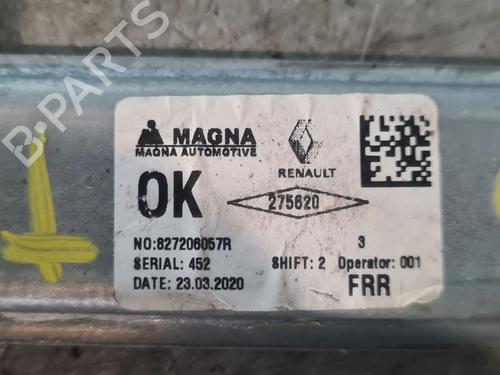 MAGNA
MAGNA AUTOMOTIVE
RENAULT
OK
275620
NO:827206057R
3
SERIAL: 452 SHIFT: 2 Operator: 001
DATE: 23.03.2020 FRR
B-PARTS